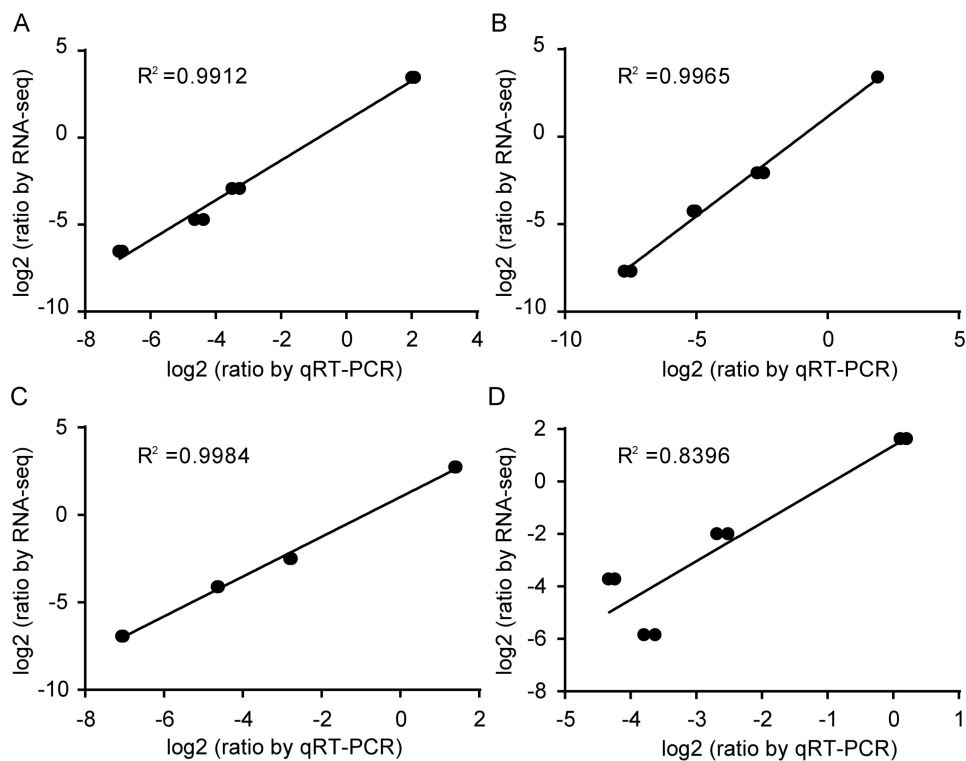 A
R² =0.9912
log2 (ratio by RNA-seq)
5
0
-5
-10
-8
-6
-4
-2
0
2
4
log2 (ratio by qRT-PCR)
B
R² =0.9965
log2 (ratio by RNA-seq)
5
0
-5
-10
-10
-5
0
5
log2 (ratio by qRT-PCR)
C
R² =0.9984
log2 (ratio by RNA-seq)
5
0
-5
-10
-8
-6
-4
-2
0
2
log2 (ratio by qRT-PCR)
D
R² =0.8396
log2 (ratio by RNA-seq)
2
0
-2
-4
-6
-8
-5
-4
-3
-2
-1
0
1
log2 (ratio by qRT-PCR)